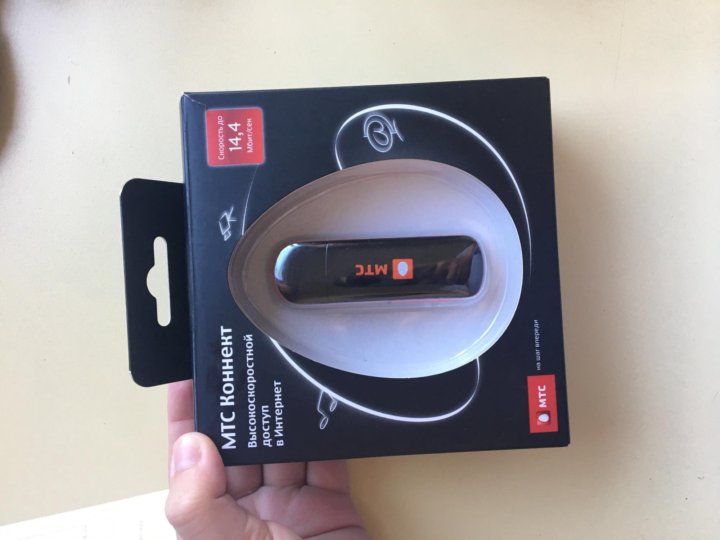 Скорость до
14,4
Мбит/сек
МТС Коннект
Высокоскоростной
доступ
в Интернет
МТС
МТС
на шаг впереди